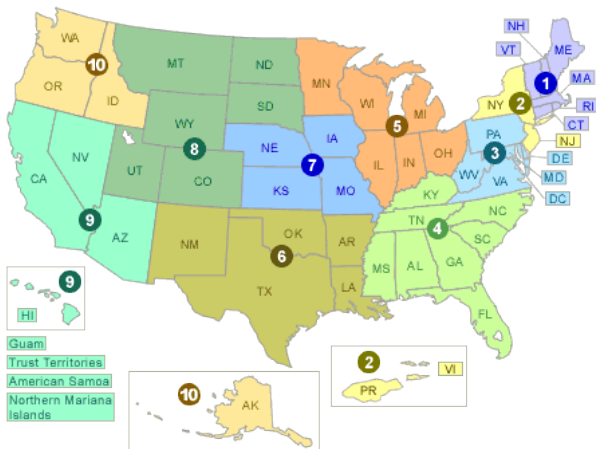 NH
VT
ME
WA
10
MT
ND
MN
1
MA
OR
ID
SD
WI
MI
NY
2
RI
CT
WY
5
PA
NJ
NV
8
NE
IA
3
DE
CA
UT
CO
7
IL
IN
OH
WV
VA
MD
KS
MO
KY
DC
9
AZ
NM
OK
AR
TN
4
NC
SC
6
TX
MS
AL
GA
LA
FL
9
HI
Guam
Trust Territories
American Samoa
Northern Mariana
Islands
10
AK
2
VI
PR